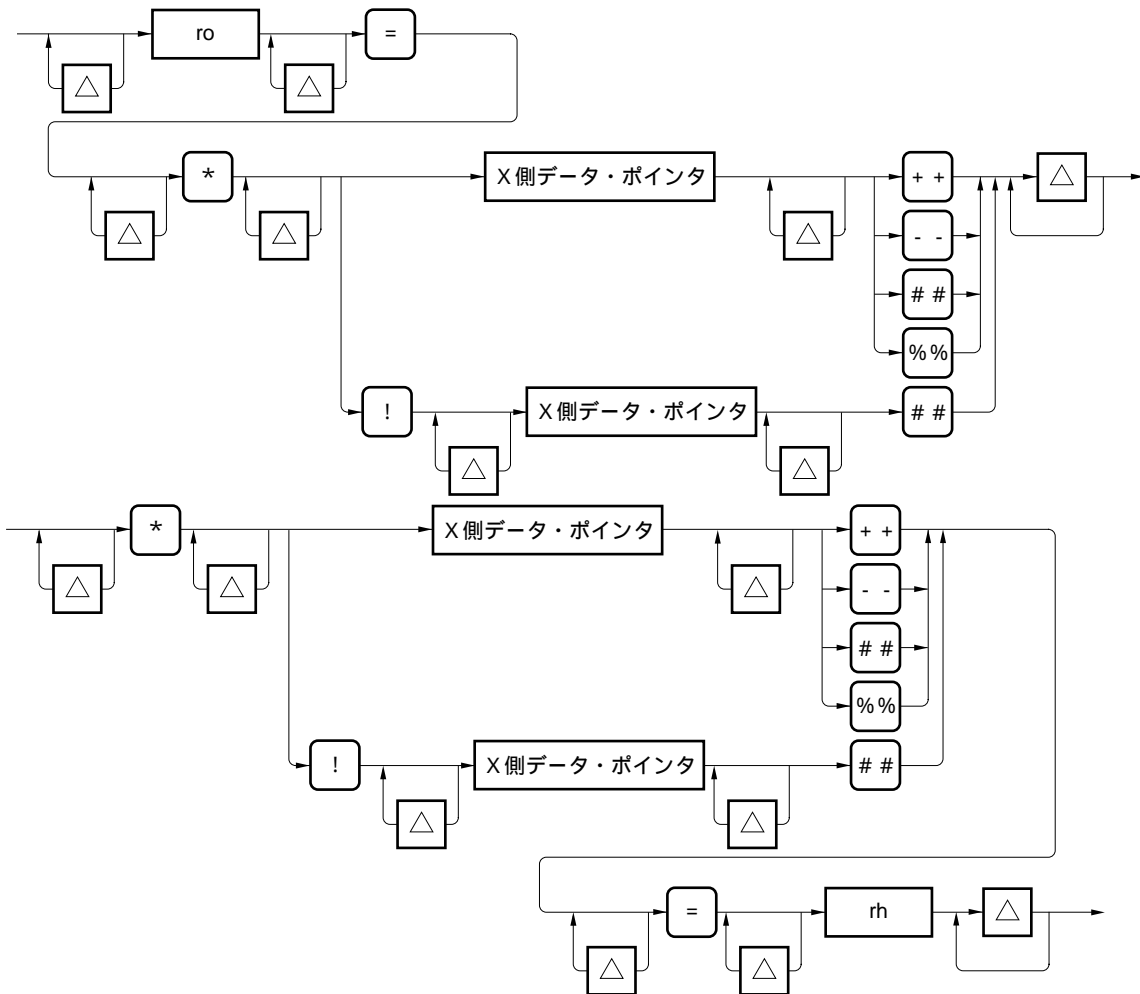 ro =
△ △
* X側データ・ポインタ ++ △
△ △ △ --
##
%%
! X側データ・ポインタ ##
△ △
* X側データ・ポインタ ++
△ △ △ --
##
%%
! X側データ・ポインタ ##
△ △
= rh △
△ △